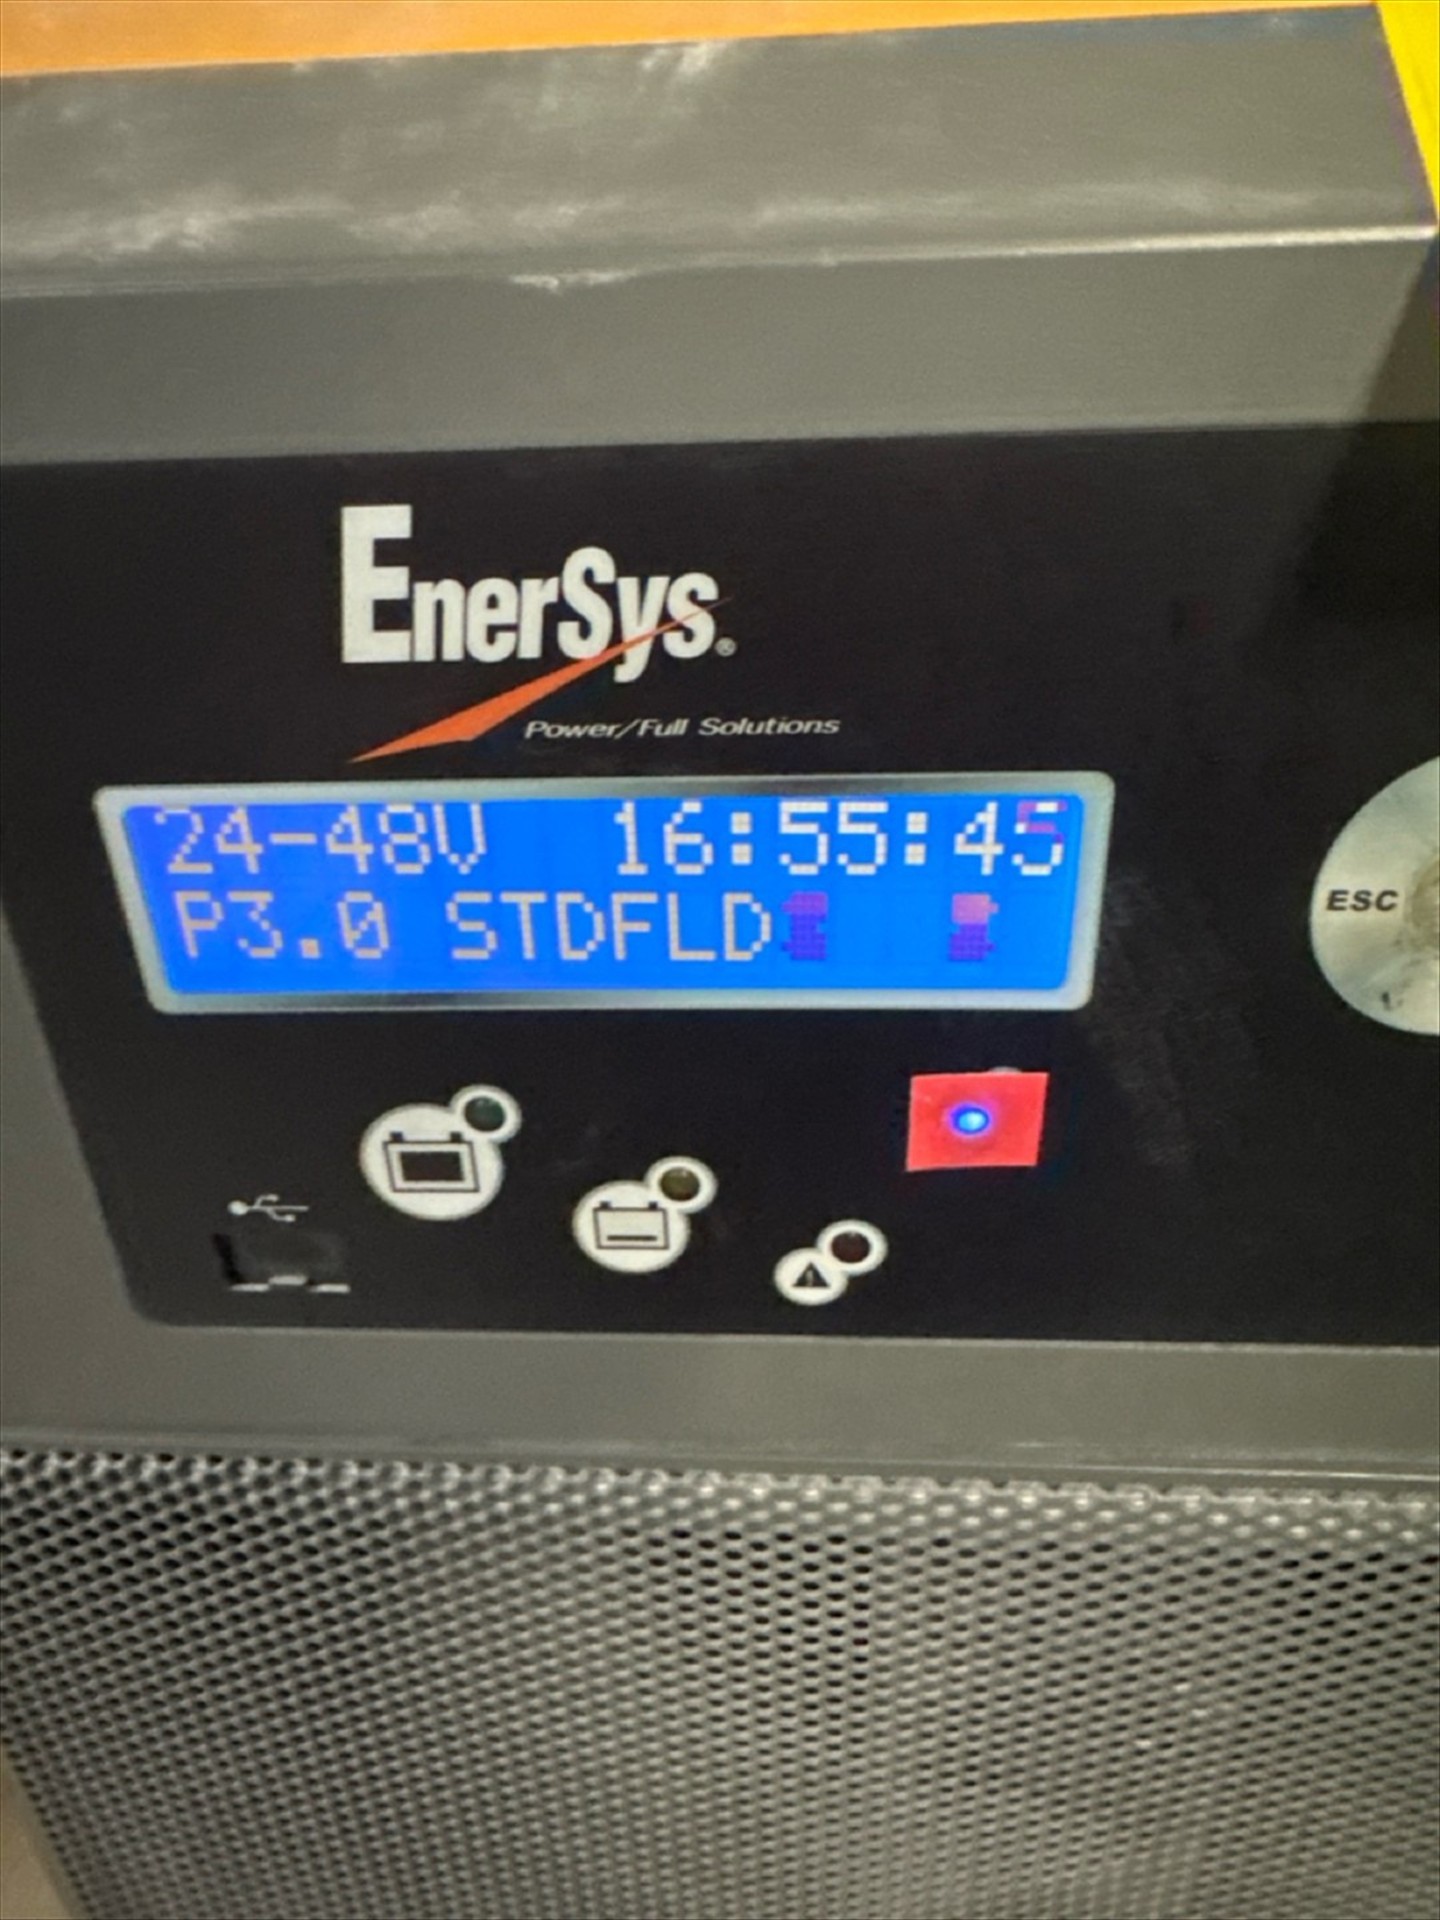 EnerSys®
Power/Full Solutions
24-48V 16:55:45
P3.0 STDFLD
ESC